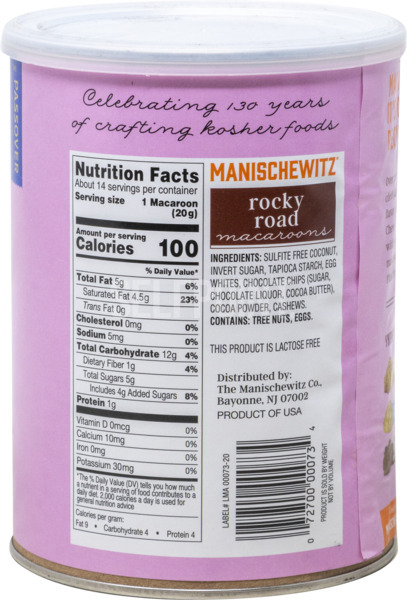 PASSOVER
Celebrating 130 years
of crafting kosher foods
Nutrition Facts
About 14 servings per container
Serving size 1 Macaroon
(20g)
Amount per serving
Calories 100
% Daily Value*
Total Fat 5g 6%
Saturated Fat 4.5g 23%
Trans Fat 0g
Cholesterol 0mg 0%
Sodium 5mg 0%
Total Carbohydrate 12g 4%
Dietary Fiber 1g 4%
Total Sugars 5g
Includes 4g Added Sugars 8%
Protein 1g
Vitamin D 0mcg 0%
Calcium 10mg 0%
Iron 0mg 0%
Potassium 30mg 0%
*The % Daily Value (DV) tells you how much
a nutrient in a serving of food contributes to a
daily diet. 2,000 calories a day is used for
general nutrition advice
Calories per gram:
Fat 9 • Carbohydrate 4 • Protein 4
MANISCHEWITZ®
rocky
road
macaroons
INGREDIENTS: SULFITE FREE COCONUT,
INVERT SUGAR, TAPIOCA STARCH, EGG
WHITES, CHOCOLATE CHIPS (SUGAR,
CHOCOLATE LIQUOR, COCOA BUTTER),
COCOA POWDER, CASHEWS.
CONTAINS: TREE NUTS, EGGS.
THIS PRODUCT IS LACTOSE FREE
Distributed by:
The Manischewitz Co.
Bayonne, NJ 07002
PRODUCT OF USA
LABEL# LMA 00073-20
0 72700 00073 4
PRODUCT IS SOLD BY WEIGHT
NOT BY VOLUME.